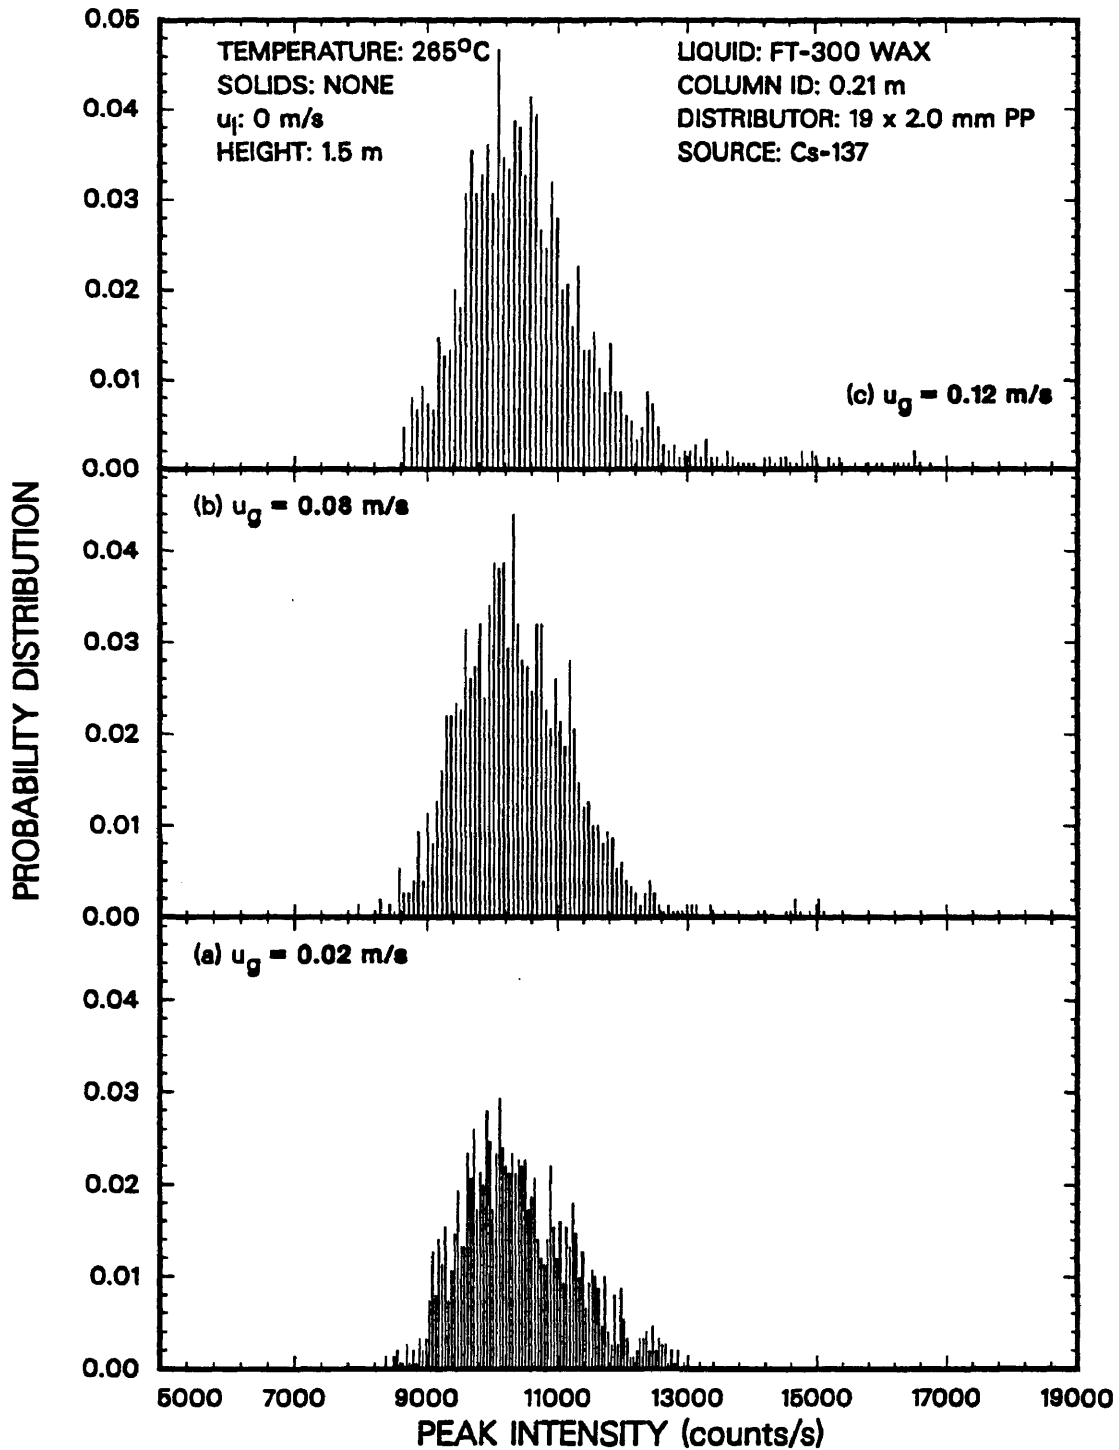 0.05
TEMPERATURE: 265°C
LIQUID: FT-300 WAX
SOLIDS: NONE
COLUMN ID: 0.21 m
0.04
u_l: 0 m/s
DISTRIBUTOR: 19 x 2.0 mm PP
HEIGHT: 1.5 m
SOURCE: Cs-137
0.03
0.02
0.01
(c) u_g = 0.12 m/s
0.00
PROBABILITY DISTRIBUTION
(b) u_g = 0.08 m/s
0.04
0.03
0.02
0.01
0.00
(a) u_g = 0.02 m/s
0.04
0.03
0.02
0.01
0.00
5000 7000 9000 11000 13000 15000 17000 19000
PEAK INTENSITY (counts/s)